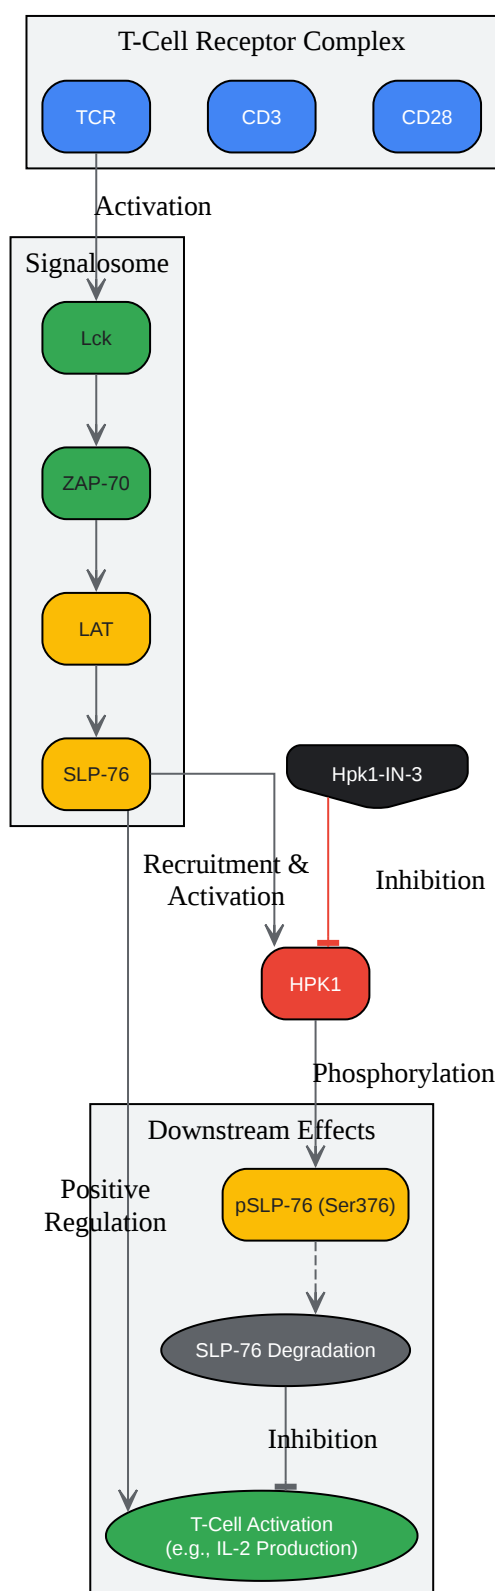 T-Cell Receptor Complex
TCR
CD3
CD28
Activation
Signalosome
Lck
ZAP-70
LAT
SLP-76
Hpk1-IN-3
Recruitment &
Activation
Inhibition
HPK1
Phosphorylation
Downstream Effects
Positive
Regulation
pSLP-76 (Ser376)
SLP-76 Degradation
Inhibition
T-Cell Activation
(e.g., IL-2 Production)